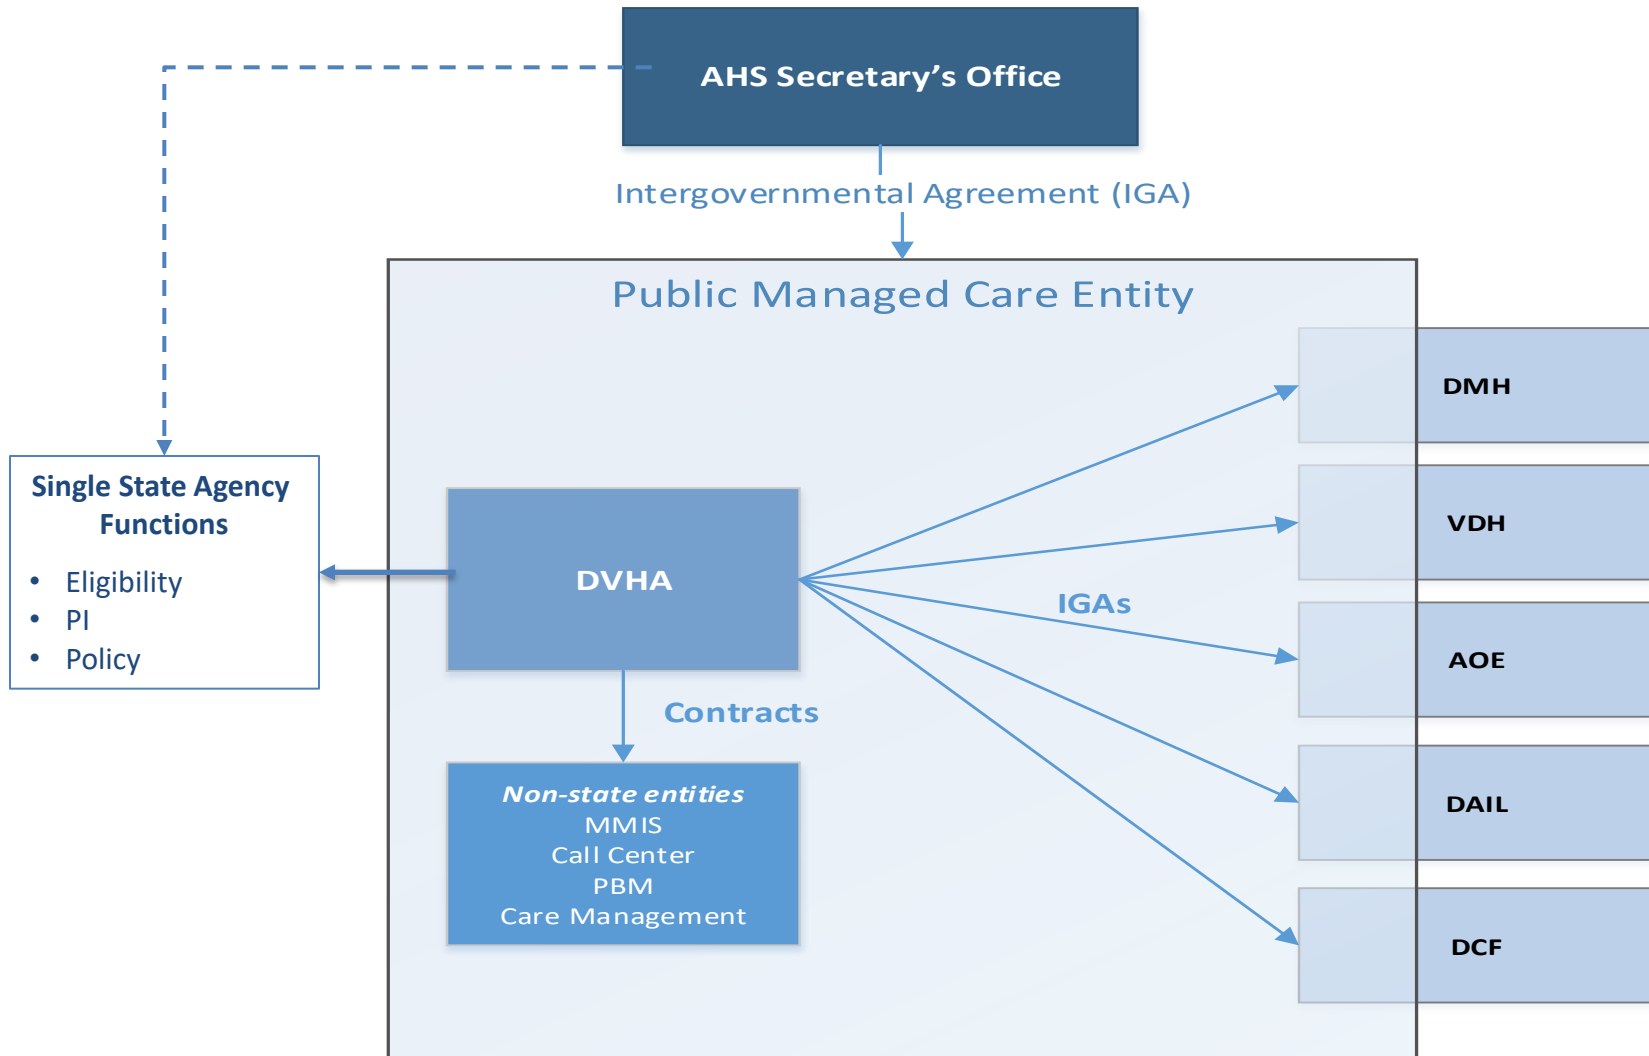 AHS Secretary's Office
Intergovernmental Agreement (IGA)
Public Managed Care Entity
DMH
Single State Agency
Functions
• Eligibility
• PI
• Policy
DVHA
VDH
IGAs
AOE
Contracts
Non-state entities
MMIS
Call Center
PBM
Care Management
DAIL
DCF